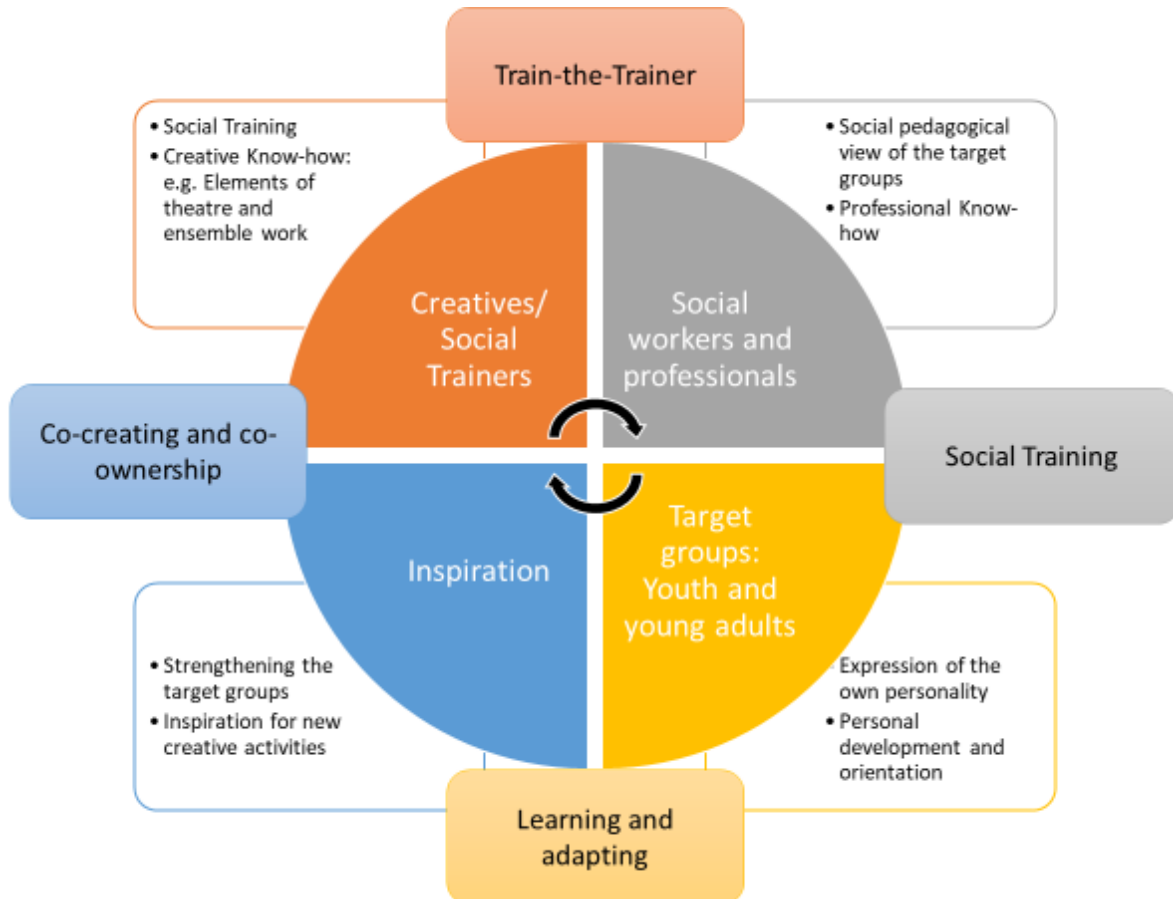 Train-the-Trainer
• Social Training
• Creative Know-how:
e.g. Elements of
theatre and
ensemble work
• Social pedagogical
view of the target
groups
• Professional Know-
how
Creatives/
Social
Trainers
Social
workers and
professionals
Co-creating and co-
ownership
Social Training
Inspiration
Target
groups:
Youth and
young adults
• Strengthening the
target groups
• Inspiration for new
creative activities
• Expression of the
own personality
• Personal
development and
orientation
Learning and
adapting